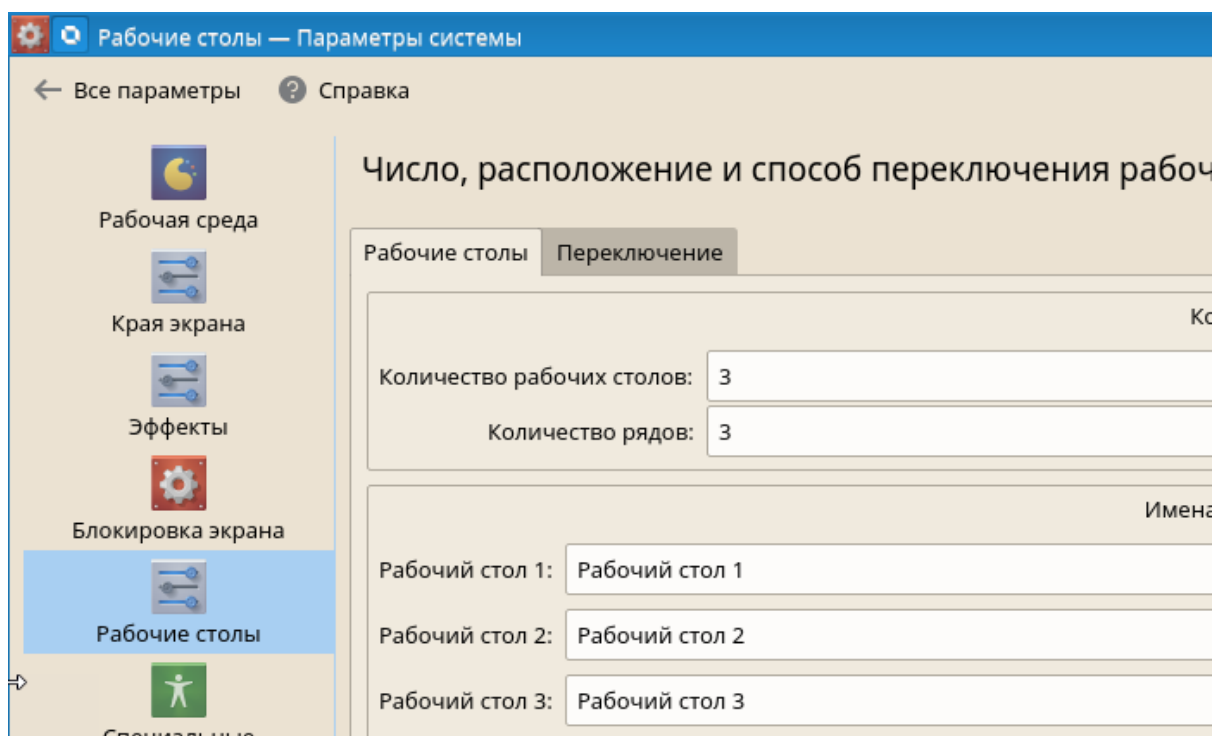 Рабочие столы — Параметры системы
Все параметры
Справка
Рабочая среда
Края экрана
Эффекты
Блокировка экрана
Рабочие столы
Число, расположение и способ переключения
Рабочие столы
Переключение
Количество рабочих столов: 3
Количество рядов: 3
Имена
Рабочий стол 1: Рабочий стол 1
Рабочий стол 2: Рабочий стол 2
Рабочий стол 3: Рабочий стол 3